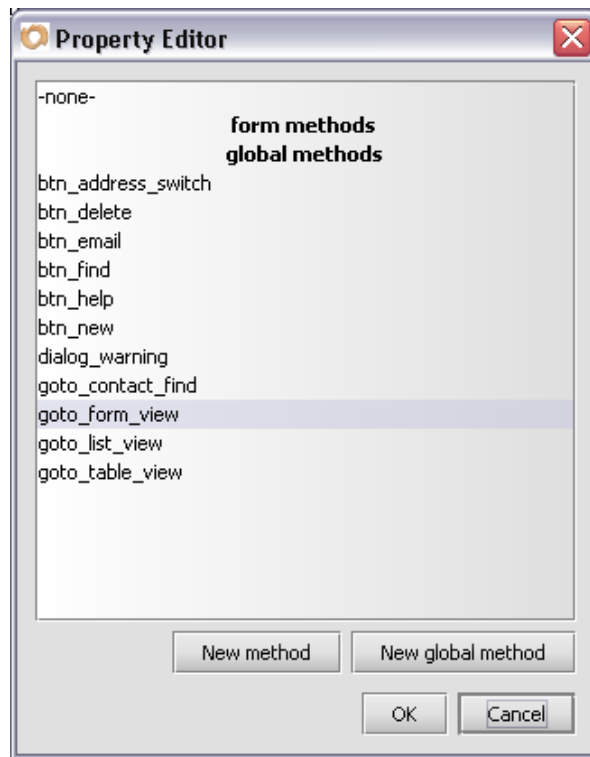 Property Editor
-none-
form methods
global methods
btn_address_switch
btn_delete
btn_email
btn_find
btn_help
btn_new
dialog_warning
goto_contact_find
goto_form_view
goto_list_view
goto_table_view
New method New global method
OK Cancel